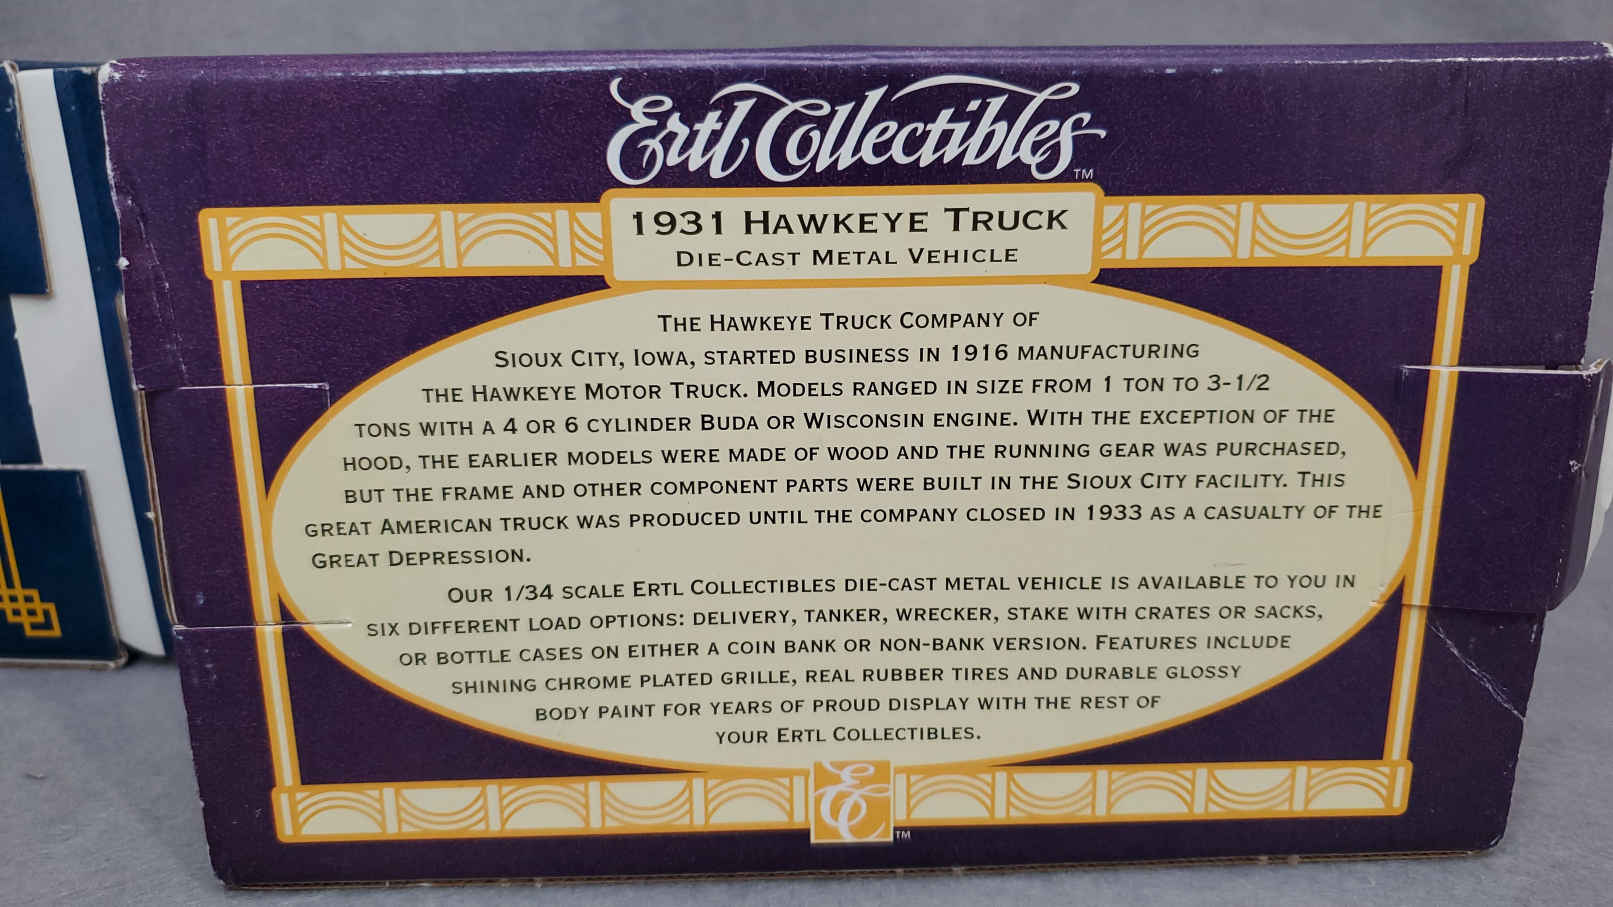 Ertl Collectibles™
1931 Hawkeye Truck
Die-Cast Metal Vehicle
The Hawkeye Truck Company of
Sioux City, Iowa, started business in 1916 manufacturing
the Hawkeye Motor Truck. Models ranged in size from 1 ton to 3-1/2
tons with a 4 or 6 cylinder Buda or Wisconsin engine. With the exception of the
hood, the earlier models were made of wood and the running gear was purchased,
but the frame and other component parts were built in the Sioux City facility. This
great American truck was produced until the company closed in 1933 as a casualty of the
Great Depression.
Our 1/34 scale Ertl Collectibles die-cast metal vehicle is available to you in
six different load options: delivery, tanker, wrecker, stake with crates or sacks,
or bottle cases on either a coin bank or non-bank version. Features include
shining chrome plated grille, real rubber tires and durable glossy
body paint for years of proud display with the rest of
your Ertl Collectibles.
EC™